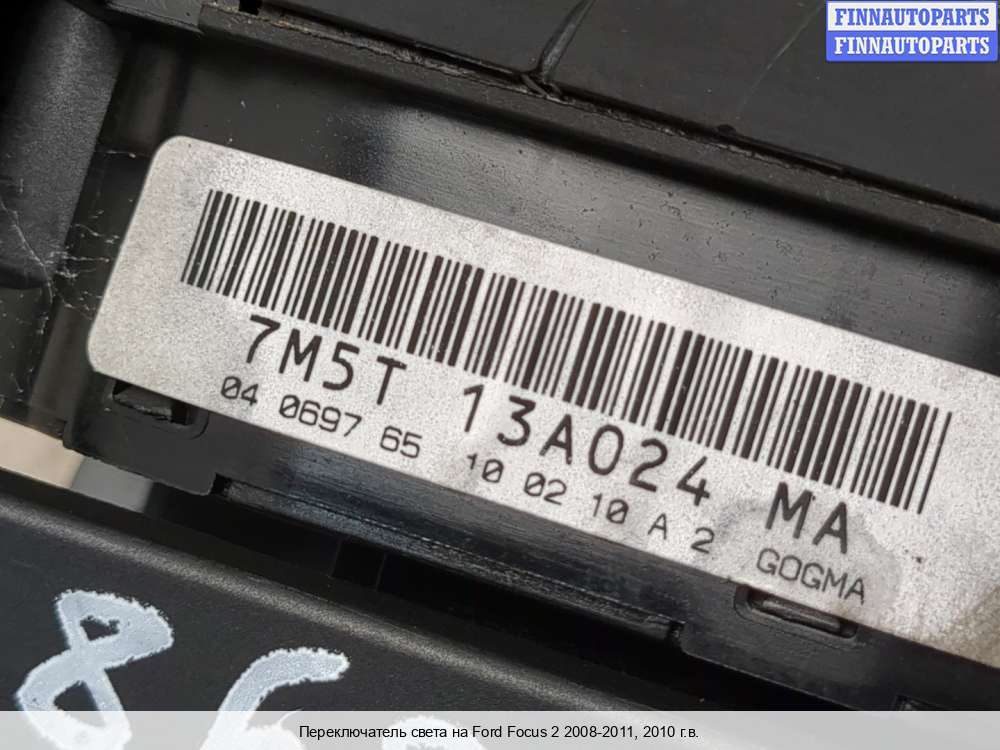 FINNAUTOPARTS
FINNAUTOPARTS
7M5T 13A024 MA
04 0697 65 10 02 10 A 2 GOGMA
86
Переключатель света на Ford Focus 2 2008-2011, 2010 г.в.